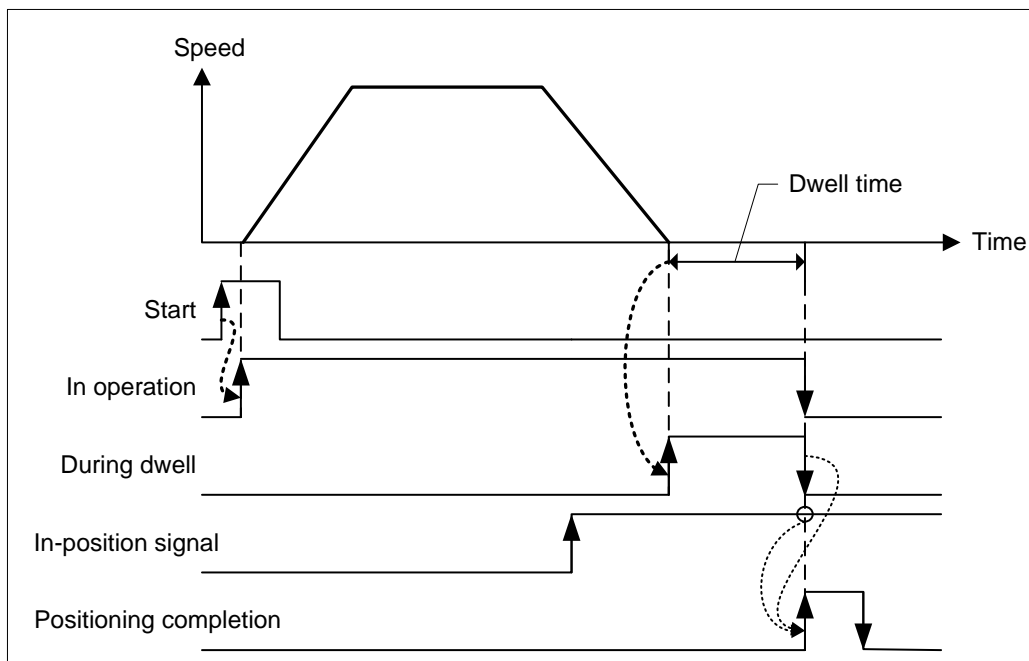 Speed
Dwell time
Time
Start
In operation
During dwell
In-position signal
Positioning completion